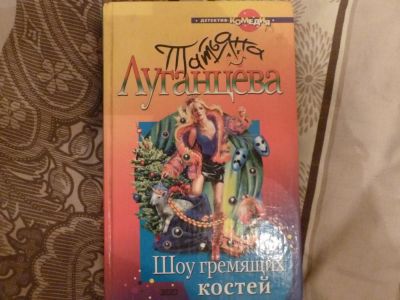 ДЕТЕКТИВ КОМЕДИЯ
Татьяна
Луганцева
Шоу гремящих
костей